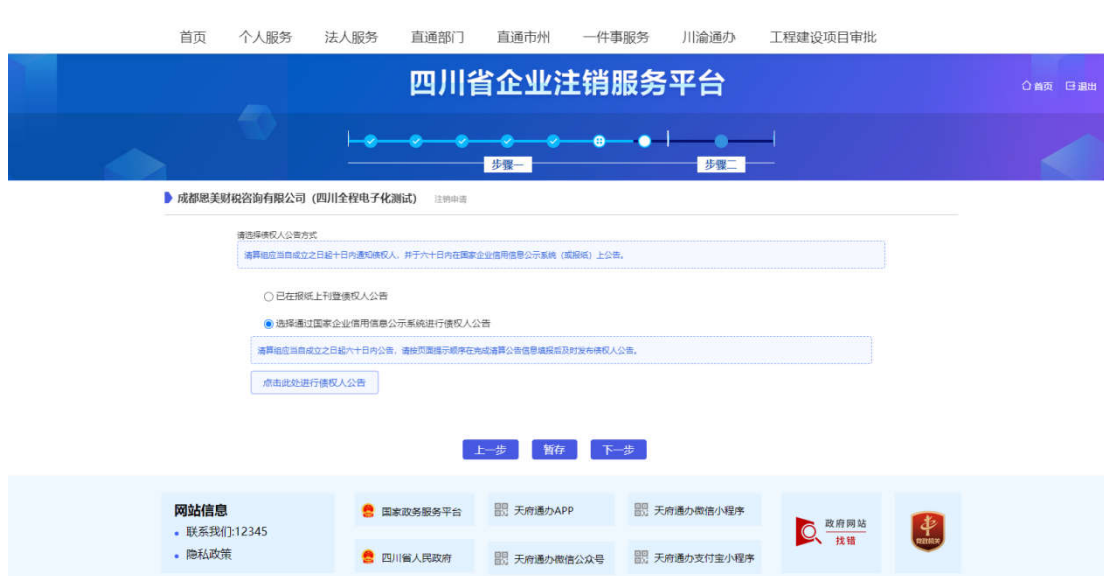 首页 个人服务 法人服务 直通部门 直通市州 一件事服务 川渝通办 工程建设项目审批
四川省企业注销服务平台
首页 退出
步骤一 步骤二
成都恩美财税咨询有限公司（四川全程电子化测试） 注销申请
请选择债权人公告方式
清算组应当自成立之日起十日内通知债权人，并于六十日内在国家企业信用信息公示系统（或报纸）上公告。
已在报纸上刊登债权人公告
选择通过国家企业信用信息公示系统进行债权人公告
清算组应当自成立之日起六十日内公告，请按页面提示顺序在完成清算公告信息填报后及时发布债权人公告。
点击此处进行债权人公告
上一步 暂存 下一步
网站信息
联系我们:12345
隐私政策
国家政务服务平台 天府通办APP 天府通办微信小程序
四川省人民政府 天府通办微信公众号 天府通办支付宝小程序
政府网站
找错
党政机关